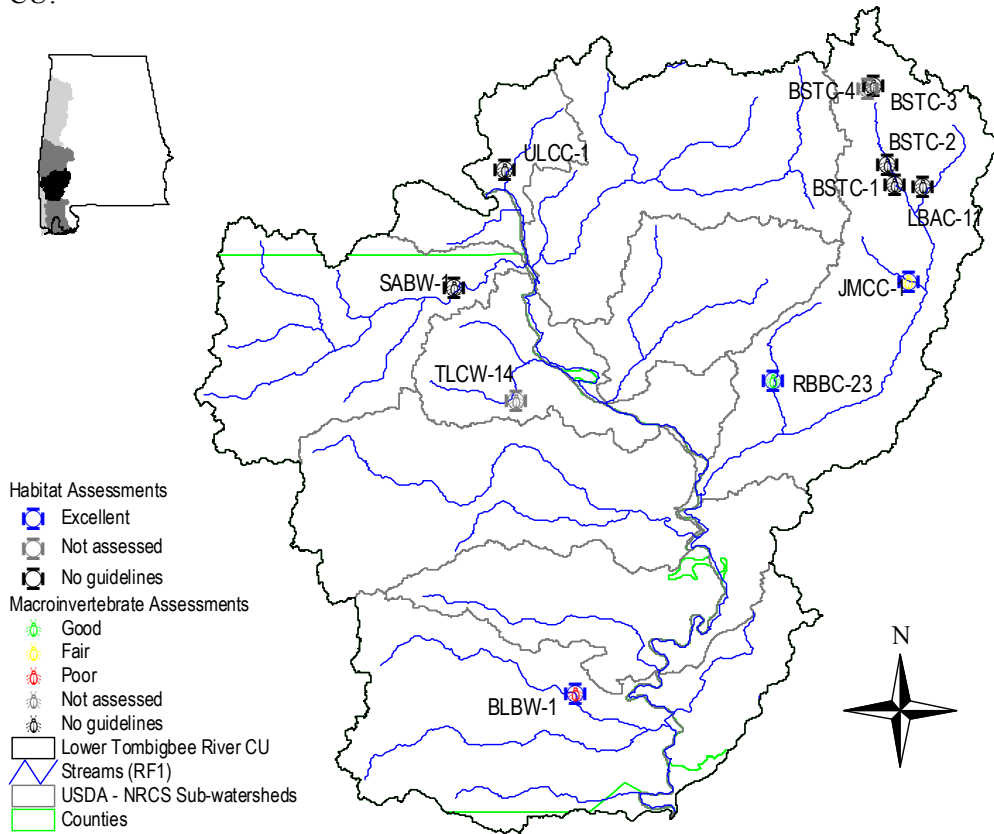 CU.
BSTC-4
BSTC-3
ULCC-1
BSTC-2
BSTC-1
LBAC-11
SABW-1
JMCC-1
TLCW-14
RBBC-23
Habitat Assessments
Excellent
Not assessed
No guidelines
Macroinvertebrate Assessments
Good
Fair
Poor
Not assessed
No guidelines
Lower Tombigbee River CU
Streams (RF1)
USDA - NRCS Sub-watersheds
Counties
BLBW-1
N